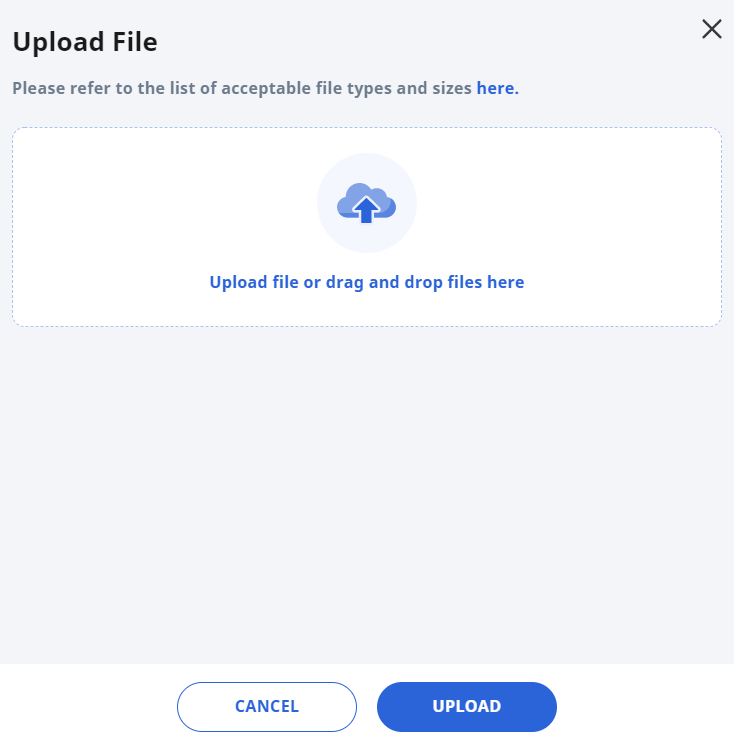 Upload File
Please refer to the list of acceptable file types and sizes here.
Upload file or drag and drop files here
CANCEL
UPLOAD